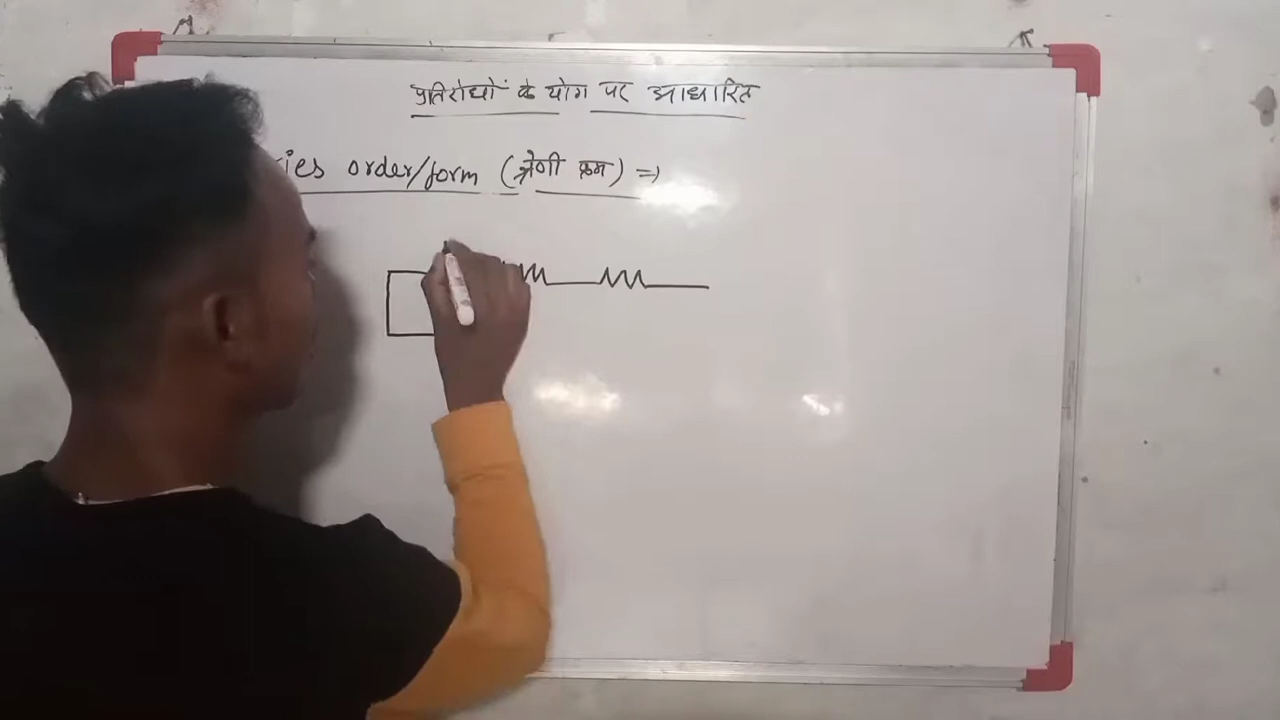 प्रतिरोधों के योग पर आधारित
ies order/form (श्रेणी क्रम) =>